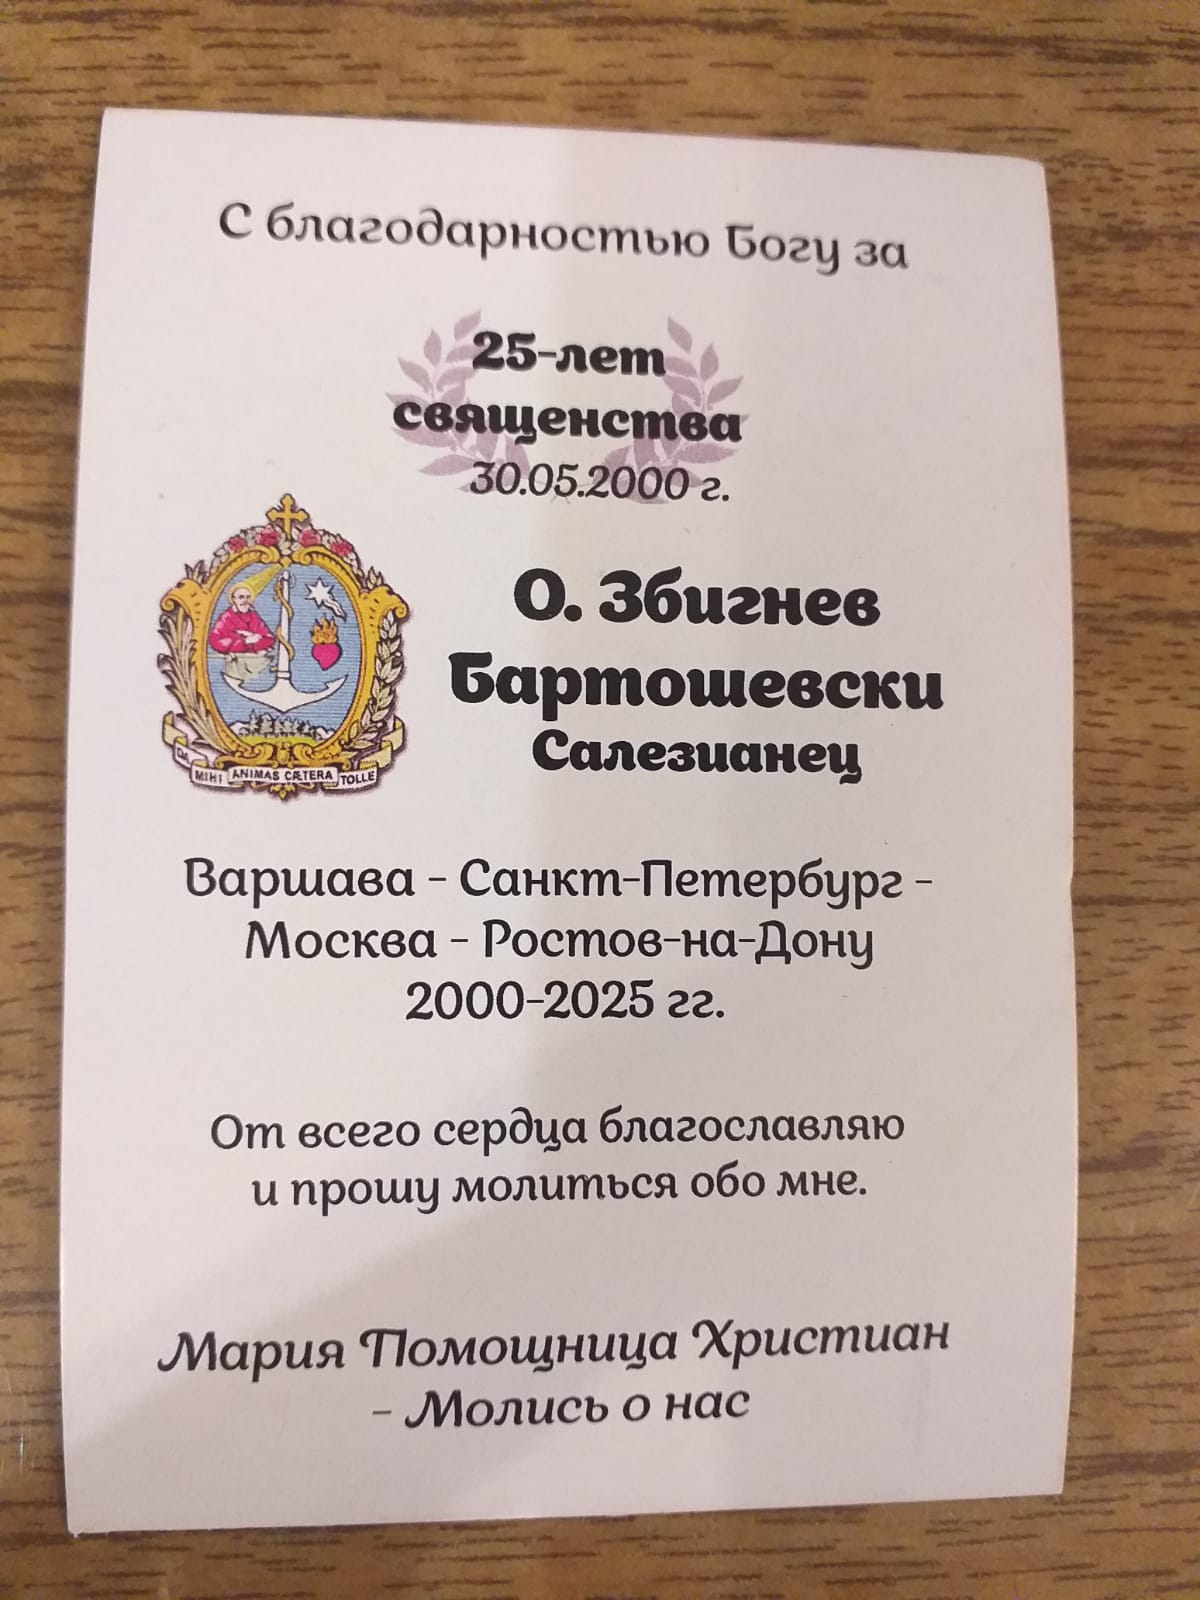 С благодарностью Богу за
25-лет
священства
30.05.2000 г.
О. Збигнев
Бартошевски
Салезианец
DA MIHI ANIMAS CÆTERA TOLLE
Варшава - Санкт-Петербург -
Москва - Ростов-на-Дону
2000-2025 гг.
От всего сердца благославляю
и прошу молиться обо мне.
Мария Помощница Христиан
- Молись о нас